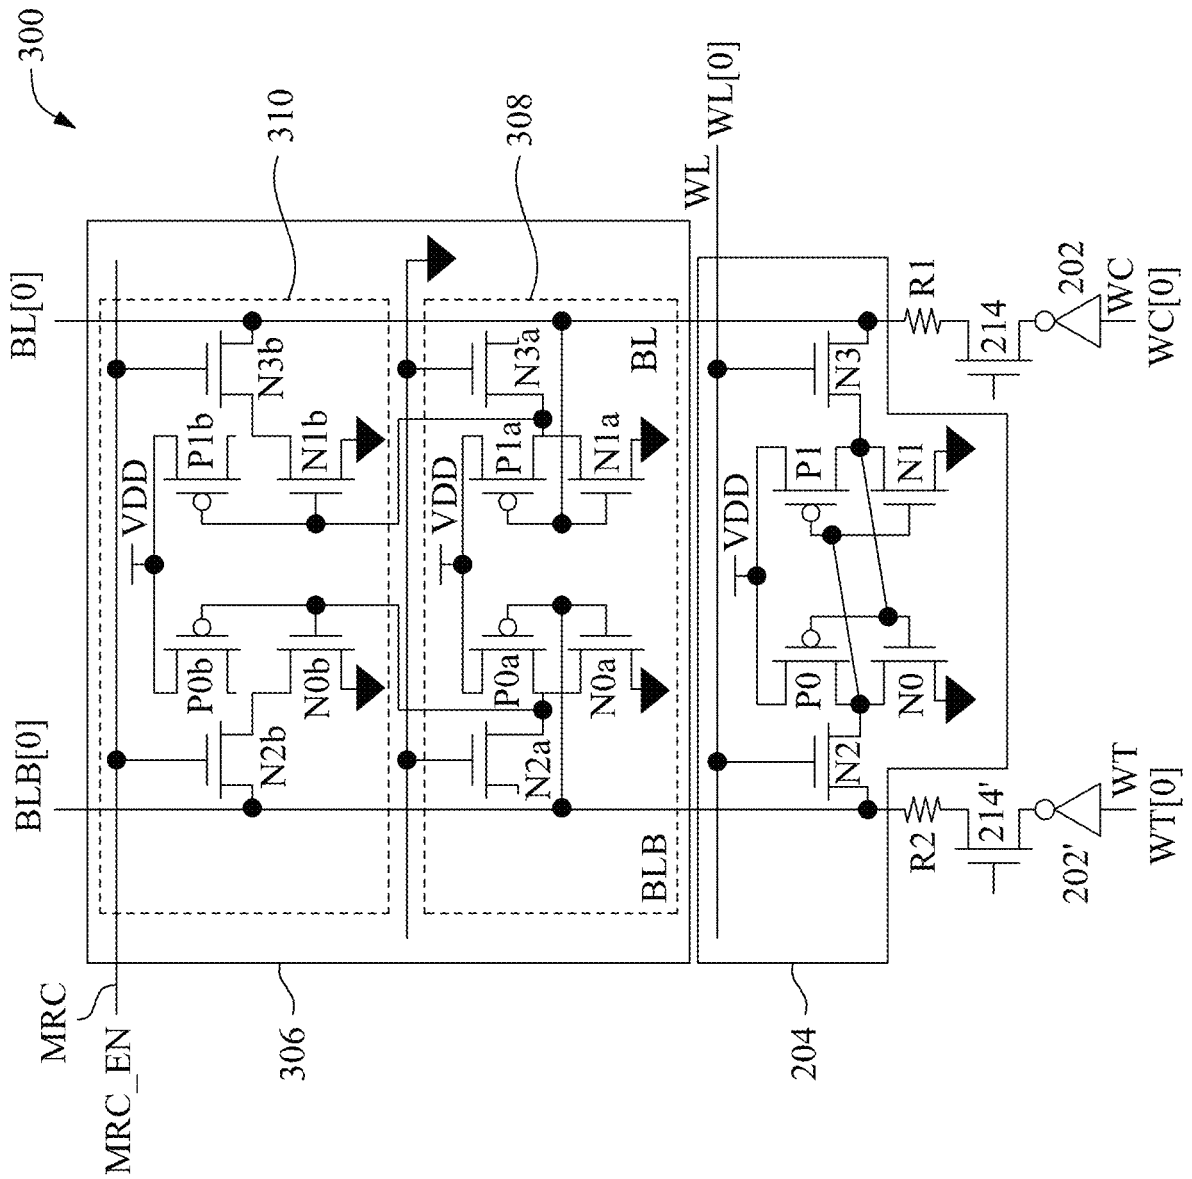 300
310
308
BL[0]
BLB[0]
MRC
MRC_EN
306
204
VDD
P1b
N1b
N3b
P0b
N0b
N2b
VDD
P1a
N1a
N3a
P0a
N0a
N2a
BL
BLB
WL
WL[0]
VDD
P1
N1
N3
P0
N0
N2
R1
214
202
WC
WC[0]
R2
214'
202'
WT
WT[0]